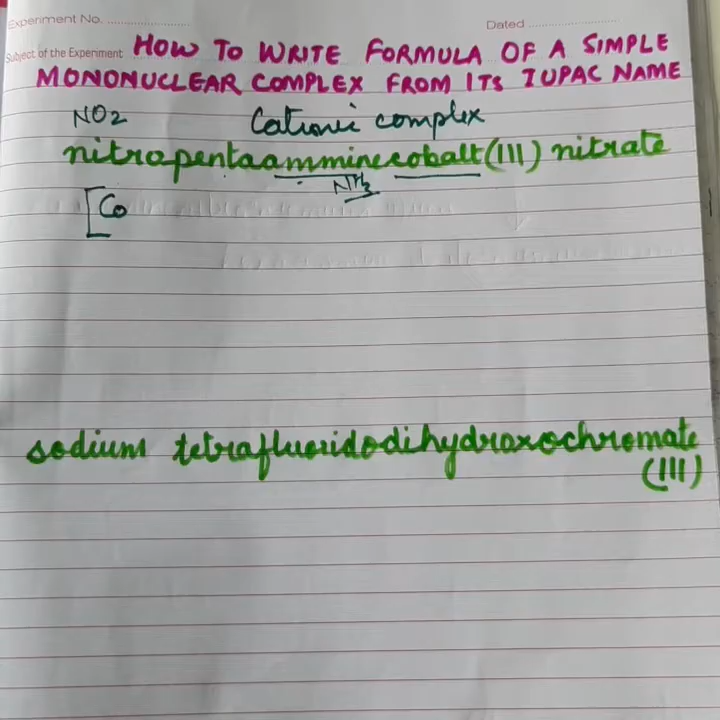 Experiment No.
Dated
Subject of the Experiment HOW TO WRITE FORMULA OF A SIMPLE
MONONUCLEAR COMPLEX FROM ITS IUPAC NAME
NO2 Cationic complex
nitropentaamminecobalt(III) nitrate
NH3
[Co
sodium tetrafluoridodihydroxochromate
(III)